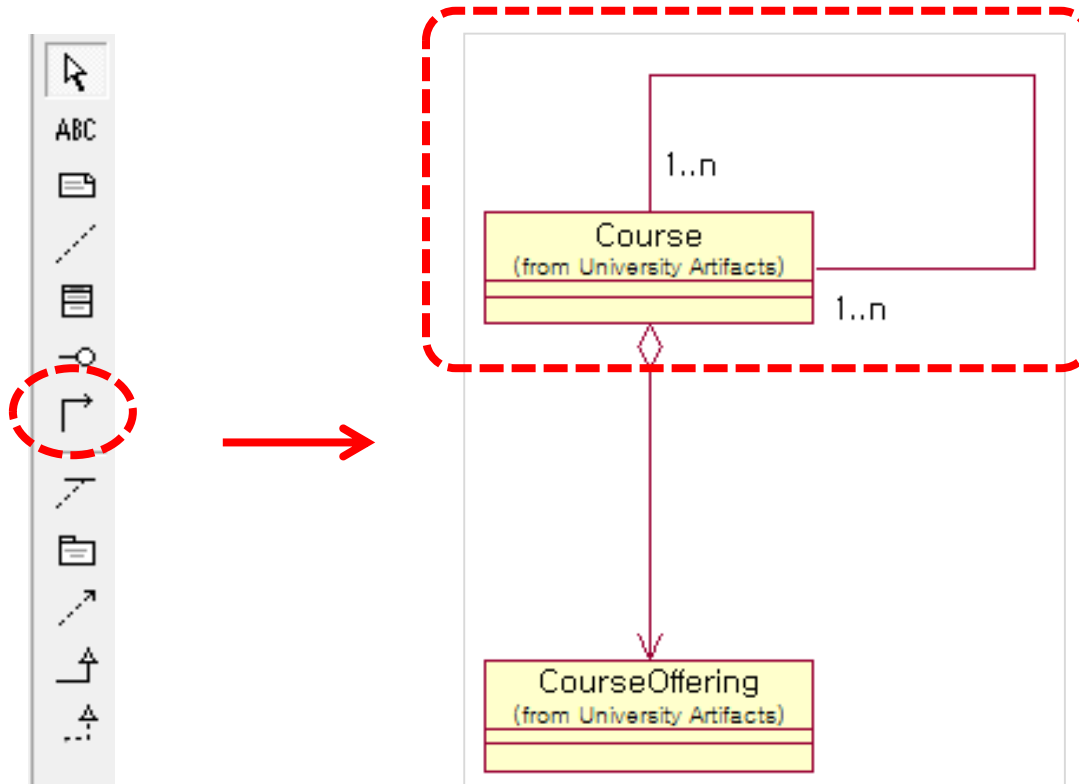 ABC
1..n
Course
(from University Artifacts)
1..n
CourseOffering
(from University Artifacts)